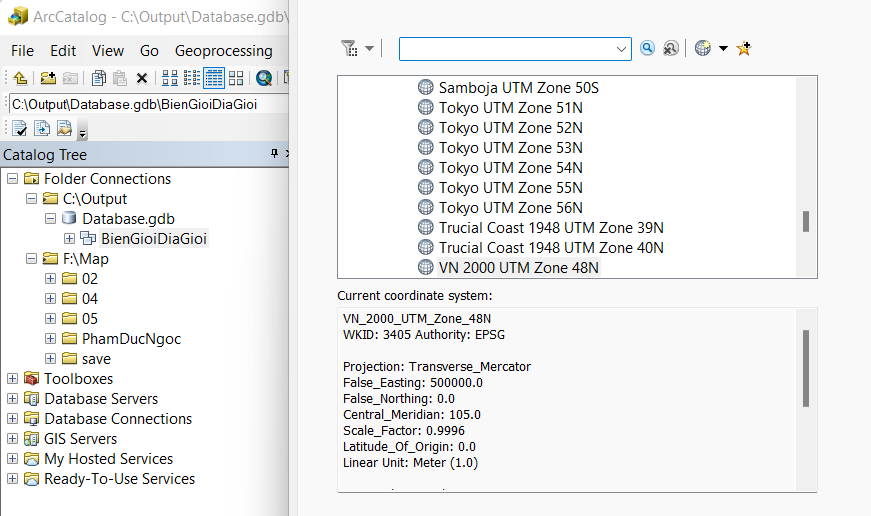 ArcCatalog - C:\Output\Database.gdb\
File Edit View Go Geoprocessing
C:\Output\Database.gdb\BienGioiDiaGioi
Catalog Tree
Folder Connections
C:\Output
Database.gdb
BienGioiDiaGioi
F:\Map
02
04
05
PhamDucNgoc
save
Toolboxes
Database Servers
Database Connections
GIS Servers
My Hosted Services
Ready-To-Use Services
Samboja UTM Zone 50S
Tokyo UTM Zone 51N
Tokyo UTM Zone 52N
Tokyo UTM Zone 53N
Tokyo UTM Zone 54N
Tokyo UTM Zone 55N
Tokyo UTM Zone 56N
Trucial Coast 1948 UTM Zone 39N
Trucial Coast 1948 UTM Zone 40N
VN 2000 UTM Zone 48N
Current coordinate system:
VN_2000_UTM_Zone_48N
WKID: 3405 Authority: EPSG
Projection: Transverse_Mercator
False_Easting: 500000.0
False_Northing: 0.0
Central_Meridian: 105.0
Scale_Factor: 0.9996
Latitude_Of_Origin: 0.0
Linear Unit: Meter (1.0)